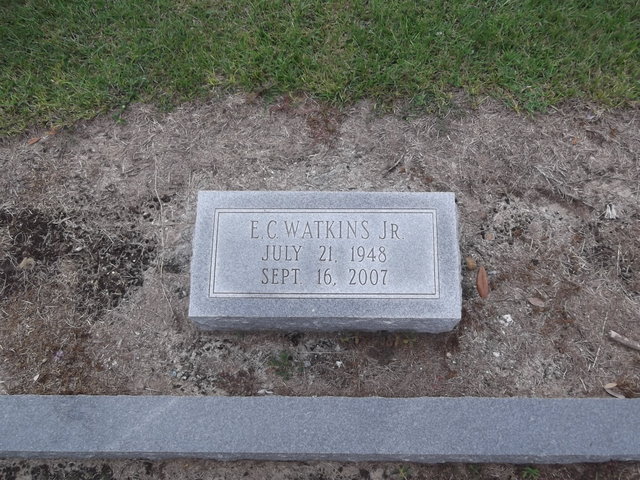 E.C. WATKINS JR.
JULY 21, 1948
SEPT. 16, 2007